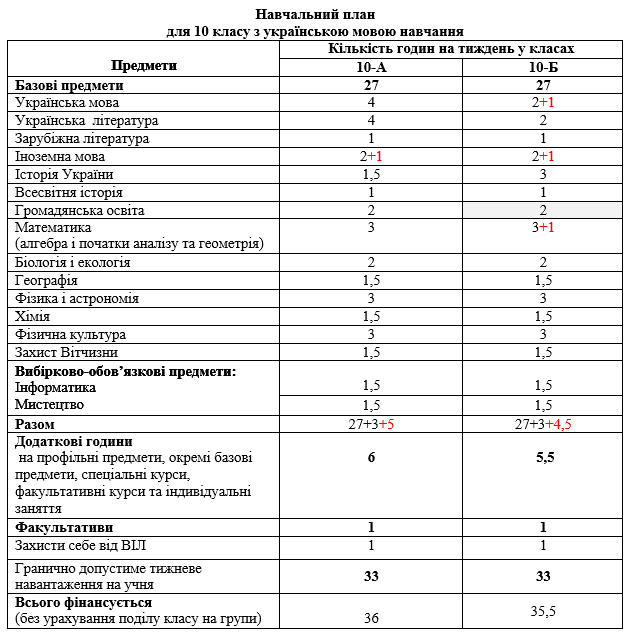 Навчальний план
для 10 класу з українською мовою навчання
Предмети Кількість годин на тиждень у класах
10-А 10-Б
Базові предмети 27 27
Українська мова 4 2+1
Українська література 4 2
Зарубіжна література 1 1
Іноземна мова 2+1 2+1
Історія України 1,5 3
Всесвітня історія 1 1
Громадянська освіта 2 2
Математика 3 3+1
(алгебра і початки аналізу та геометрія)
Біологія і екологія 2 2
Географія 1,5 1,5
Фізика і астрономія 3 3
Хімія 1,5 1,5
Фізична культура 3 3
Захист Вітчизни 1,5 1,5
Вибірково-обов’язкові предмети:
Інформатика 1,5 1,5
Мистецтво 1,5 1,5
Разом 27+3+5 27+3+4,5
Додаткові години
на профільні предмети, окремі базові 6 5,5
предмети, спеціальні курси,
факультативні курси та індивідуальні
заняття
Факультативи 1 1
Захисти себе від ВІЛ 1 1
Гранично допустиме тижневе
навантаження на учня 33 33
Всього фінансується
(без урахування поділу класу на групи) 36 35,5